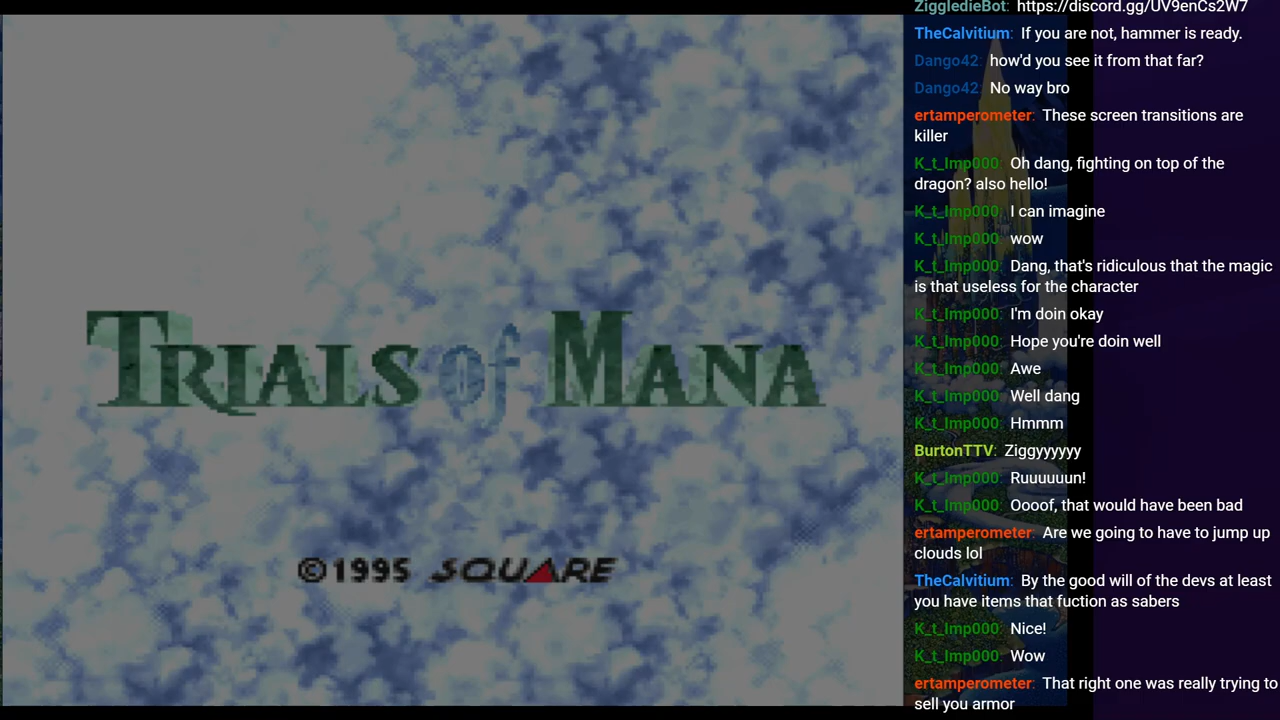 TRIALS of MANA
©1995 SQUARE
ZiggledieBot: https://discord.gg/UV9enCs2W7
TheCalvitium: If you are not, hammer is ready.
Dango42: how'd you see it from that far?
Dango42: No way bro
ertamperometer: These screen transitions are
killer
K_t_Imp000: Oh dang, fighting on top of the
dragon? also hello!
K_t_Imp000: I can imagine
K_t_Imp000: wow
K_t_Imp000: Dang, that's ridiculous that the magic
is that useless for the character
K_t_Imp000: I'm doin okay
K_t_Imp000: Hope you're doin well
K_t_Imp000: Awe
K_t_Imp000: Well dang
K_t_Imp000: Hmmm
BurtonTTV: Ziggyyyyyy
K_t_Imp000: Ruuuuuun!
K_t_Imp000: Oooof, that would have been bad
ertamperometer: Are we going to have to jump up
clouds lol
TheCalvitium: By the good will of the devs at least
you have items that fuction as sabers
K_t_Imp000: Nice!
K_t_Imp000: Wow
ertamperometer: That right one was really trying to
sell you armor